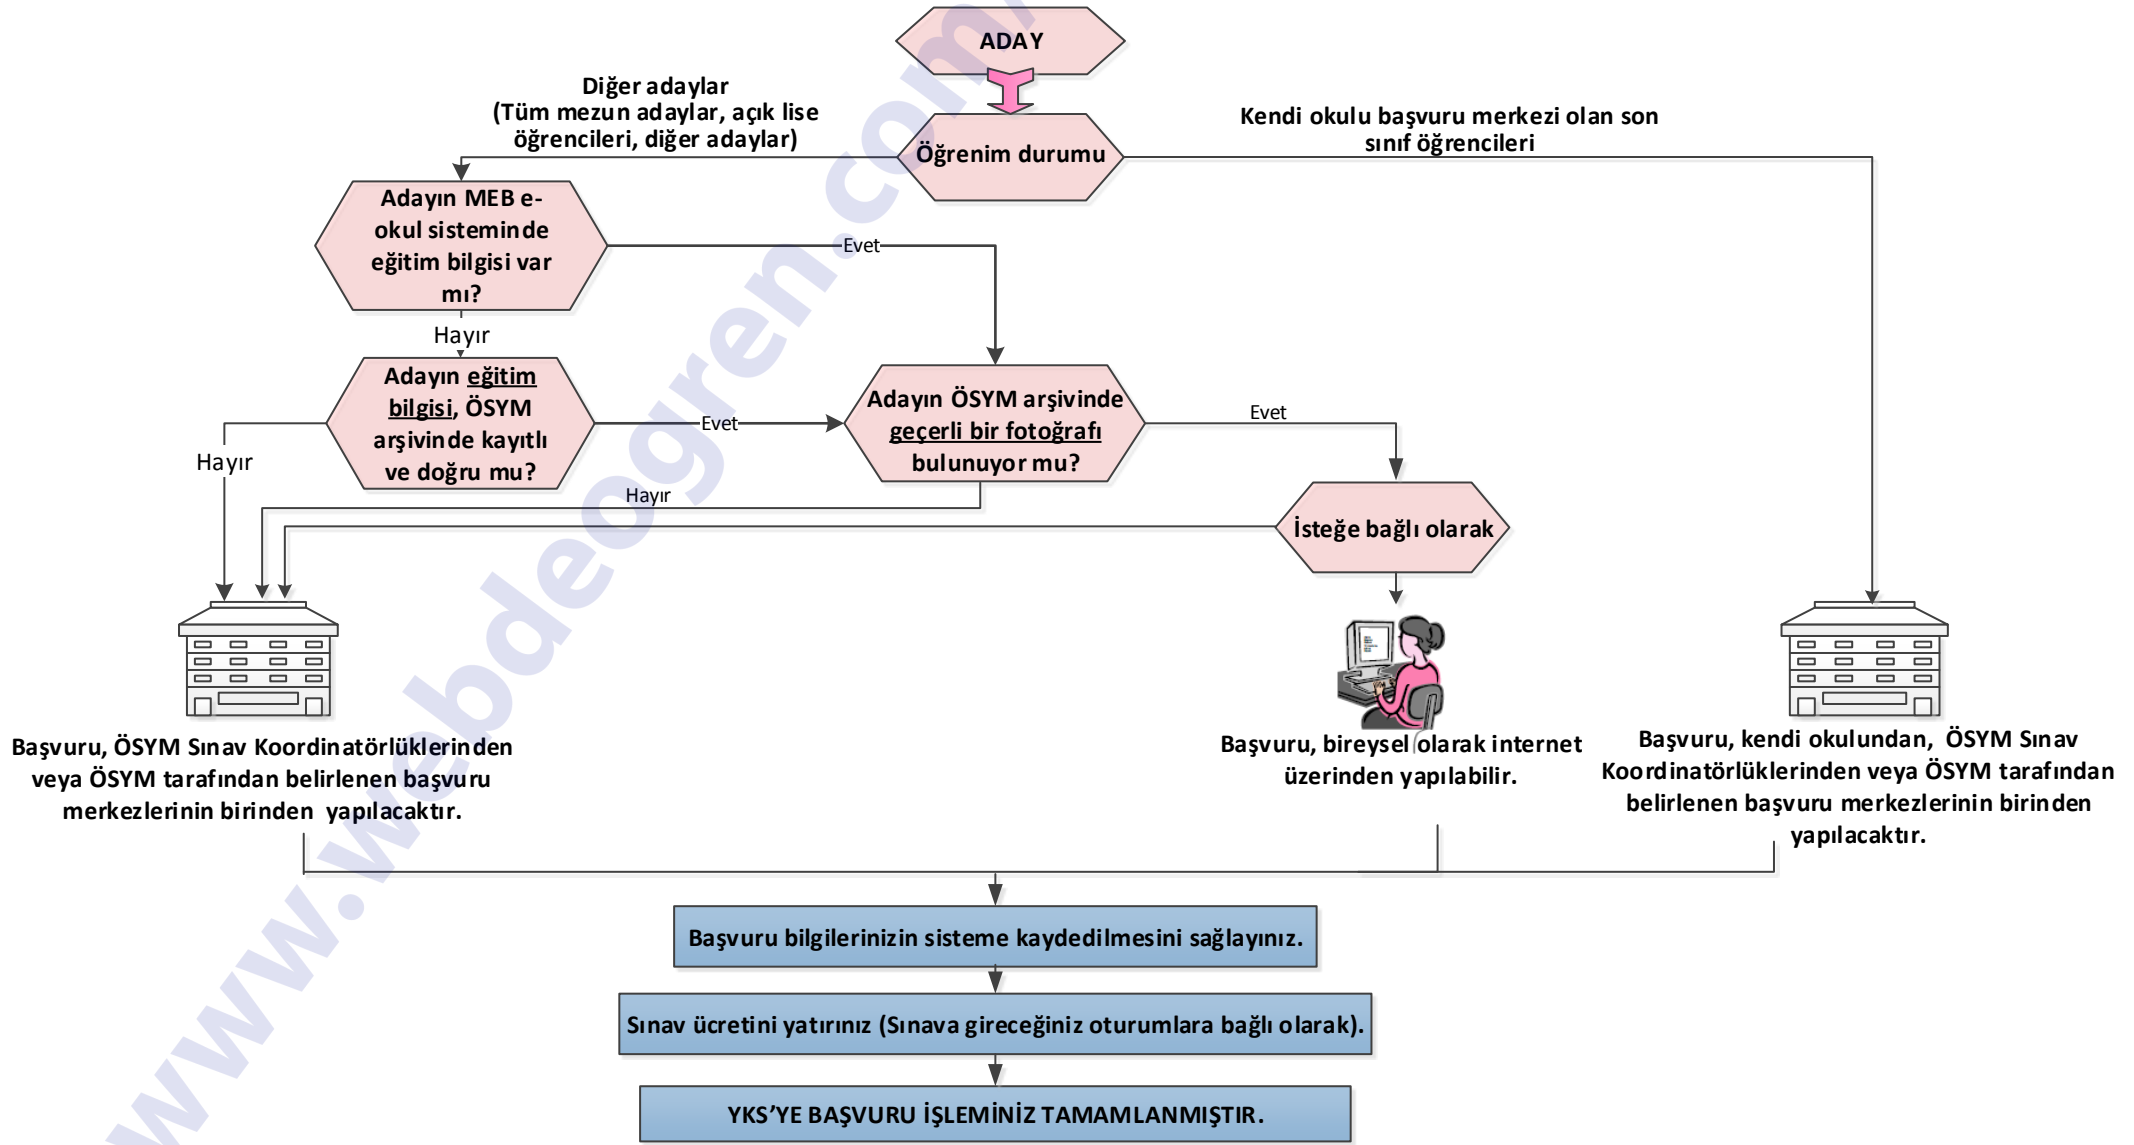 ADAY
Diğer adaylar
(Tüm mezun adaylar, açık lise
öğrencileri, diğer adaylar)
Kendi okulu başvuru merkezi olan son
sınıf öğrencileri
Öğrenim durumu
Adayın MEB e-
okul sisteminde
eğitim bilgisi var
mı?
Evet
Hayır
Adayın eğitim
bilgisi, ÖSYM
arşivinde kayıtlı
ve doğru mu?
Evet
Hayır
Adayın ÖSYM arşivinde
geçerli bir fotoğrafı
bulunuyor mu?
Evet
Hayır
İsteğe bağlı olarak
Başvuru, ÖSYM Sınav Koordinatörlüklerinden
veya ÖSYM tarafından belirlenen başvuru
merkezlerinin birinden yapılacaktır.
Başvuru, bireysel olarak internet
üzerinden yapılabilir.
Başvuru, kendi okulundan, ÖSYM Sınav
Koordinatörlüklerinden veya ÖSYM tarafından
belirlenen başvuru merkezlerinin birinden
yapılacaktır.
Başvuru bilgilerinizin sisteme kaydedilmesini sağlayınız.
Sınav ücretini yatırınız (Sınava gireceğiniz oturumlara bağlı olarak).
YKS'YE BAŞVURU İŞLEMİNİZ TAMAMLANMIŞTIR.
www.webdeogren.com/